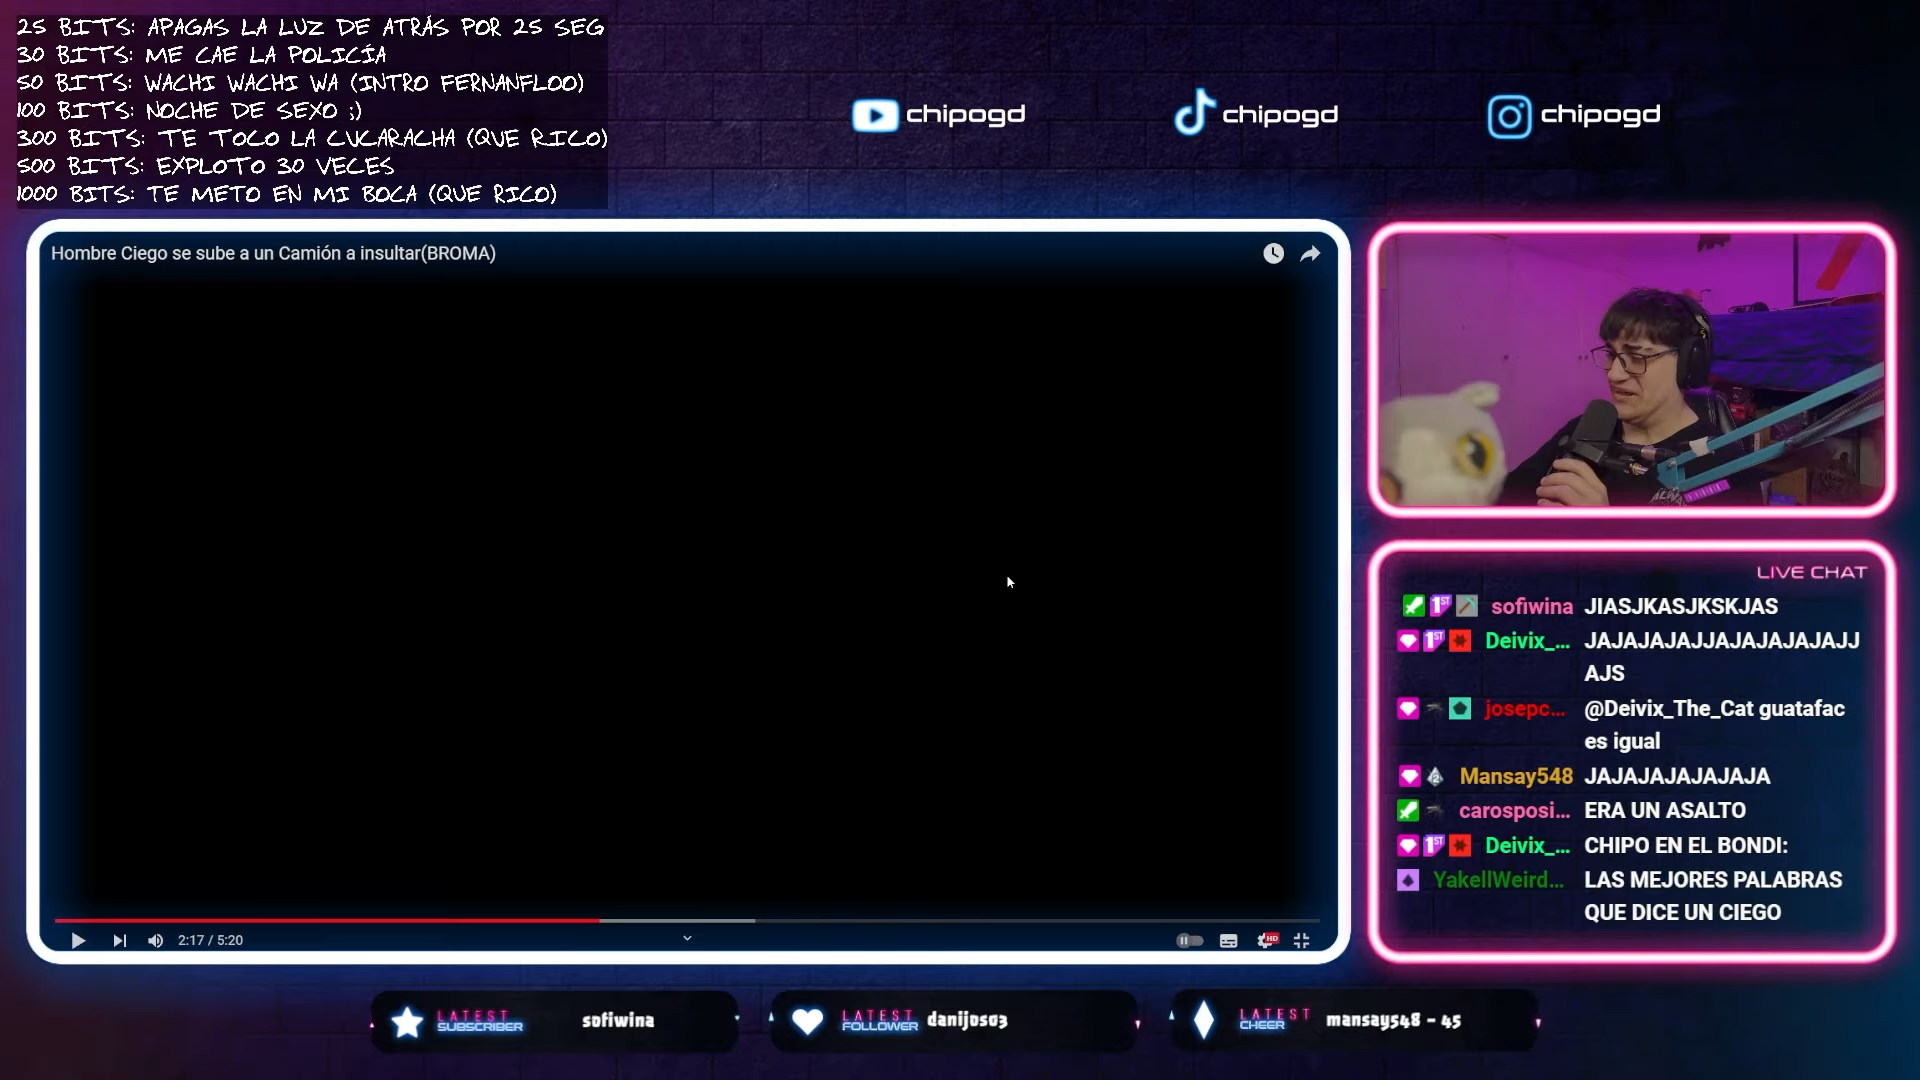 25 BITS: APAGAS LA LUZ DE ATRÁS POR 25 SEG
30 BITS: ME CAE LA POLICÍA
50 BITS: WACHI WACHI WA (INTRO FERNANFLOO)
100 BITS: NOCHE DE SEXO ;)
300 BITS: TE TOCO LA CUCARACHA (QUE RICO)
500 BITS: EXPLOTO 30 VECES
1000 BITS: TE METO EN MI BOCA (QUE RICO)
chipogd
chipogd
chipogd
Hombre Ciego se sube a un Camión a insultar(BROMA)
2:17 / 5:20
HD
LIVE CHAT
1ST sofiwina JIASJKASJKSKJAS
1ST Deivix_... JAJAJAJAJJAJAJAJAJAJJ
AJS
josepc... @Deivix_The_Cat guatafac
es igual
2 Mansay548 JAJAJAJAJAJAJA
carosposi... ERA UN ASALTO
1ST Deivix_... CHIPO EN EL BONDI:
YakellWeird... LAS MEJORES PALABRAS
QUE DICE UN CIEGO
LATEST
SUBSCRIBER
sofiwina
LATEST
FOLLOWER
danijoso3
LATEST
CHEER
mansay548 - 45